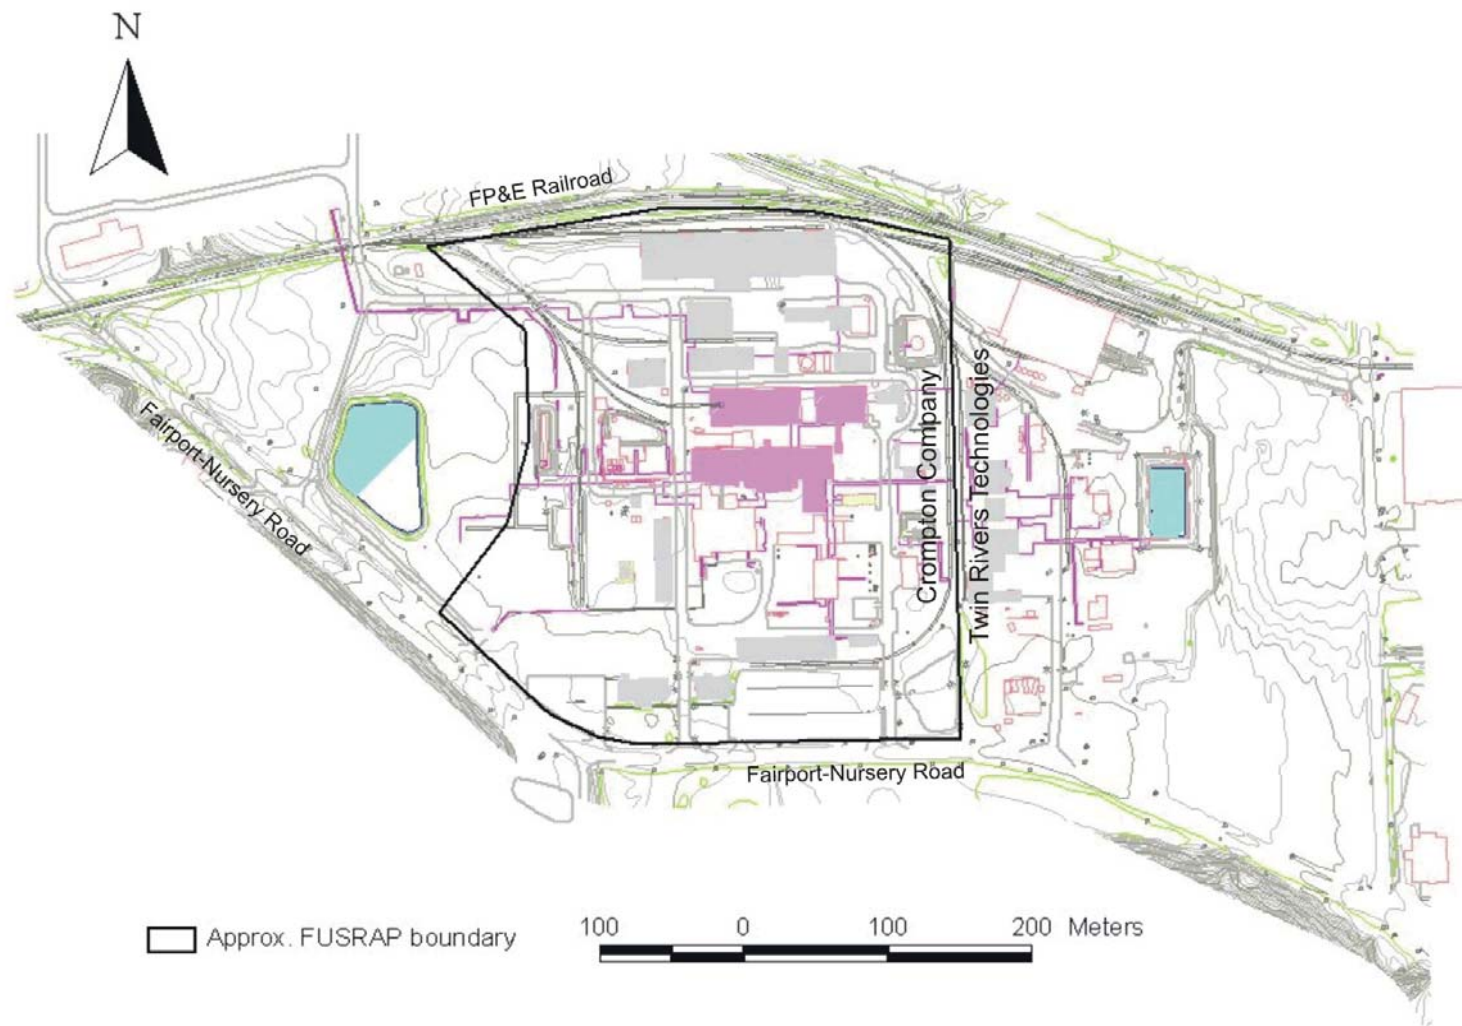 N
FP&E Railroad
Fairport-Nursery Road
Crompton Company
Twin Rivers Technologies
Fairport-Nursery Road
Approx. FUSRAP boundary
100 0 100 200 Meters